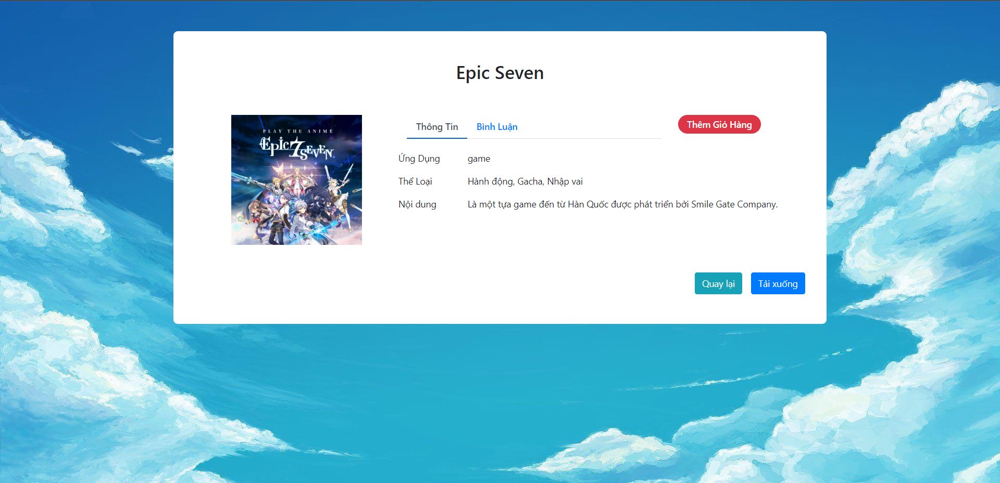 Epic Seven
PLAY THE ANIME
Epic7 SEVEN
Thông Tin
Bình Luận
Thêm Giỏ Hàng
Ứng Dụng game
Thể Loại Hành động, Gacha, Nhập vai
Nội dung Là một tựa game đến từ Hàn Quốc được phát triển bởi Smile Gate Company.
Quay lại
Tải xuống